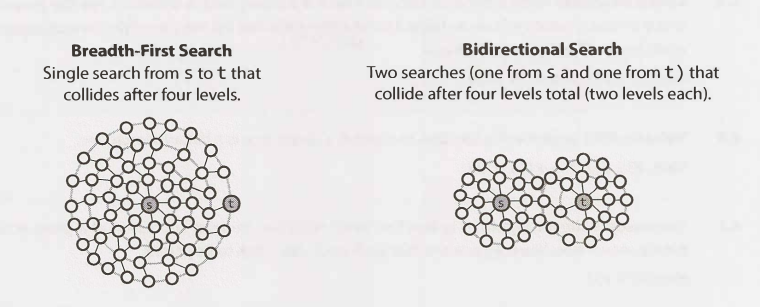 Breadth-First Search
Single search from s to t that
collides after four levels.
s
t
Bidirectional Search
Two searches (one from s and one from t) that
collide after four levels total (two levels each).
s
t